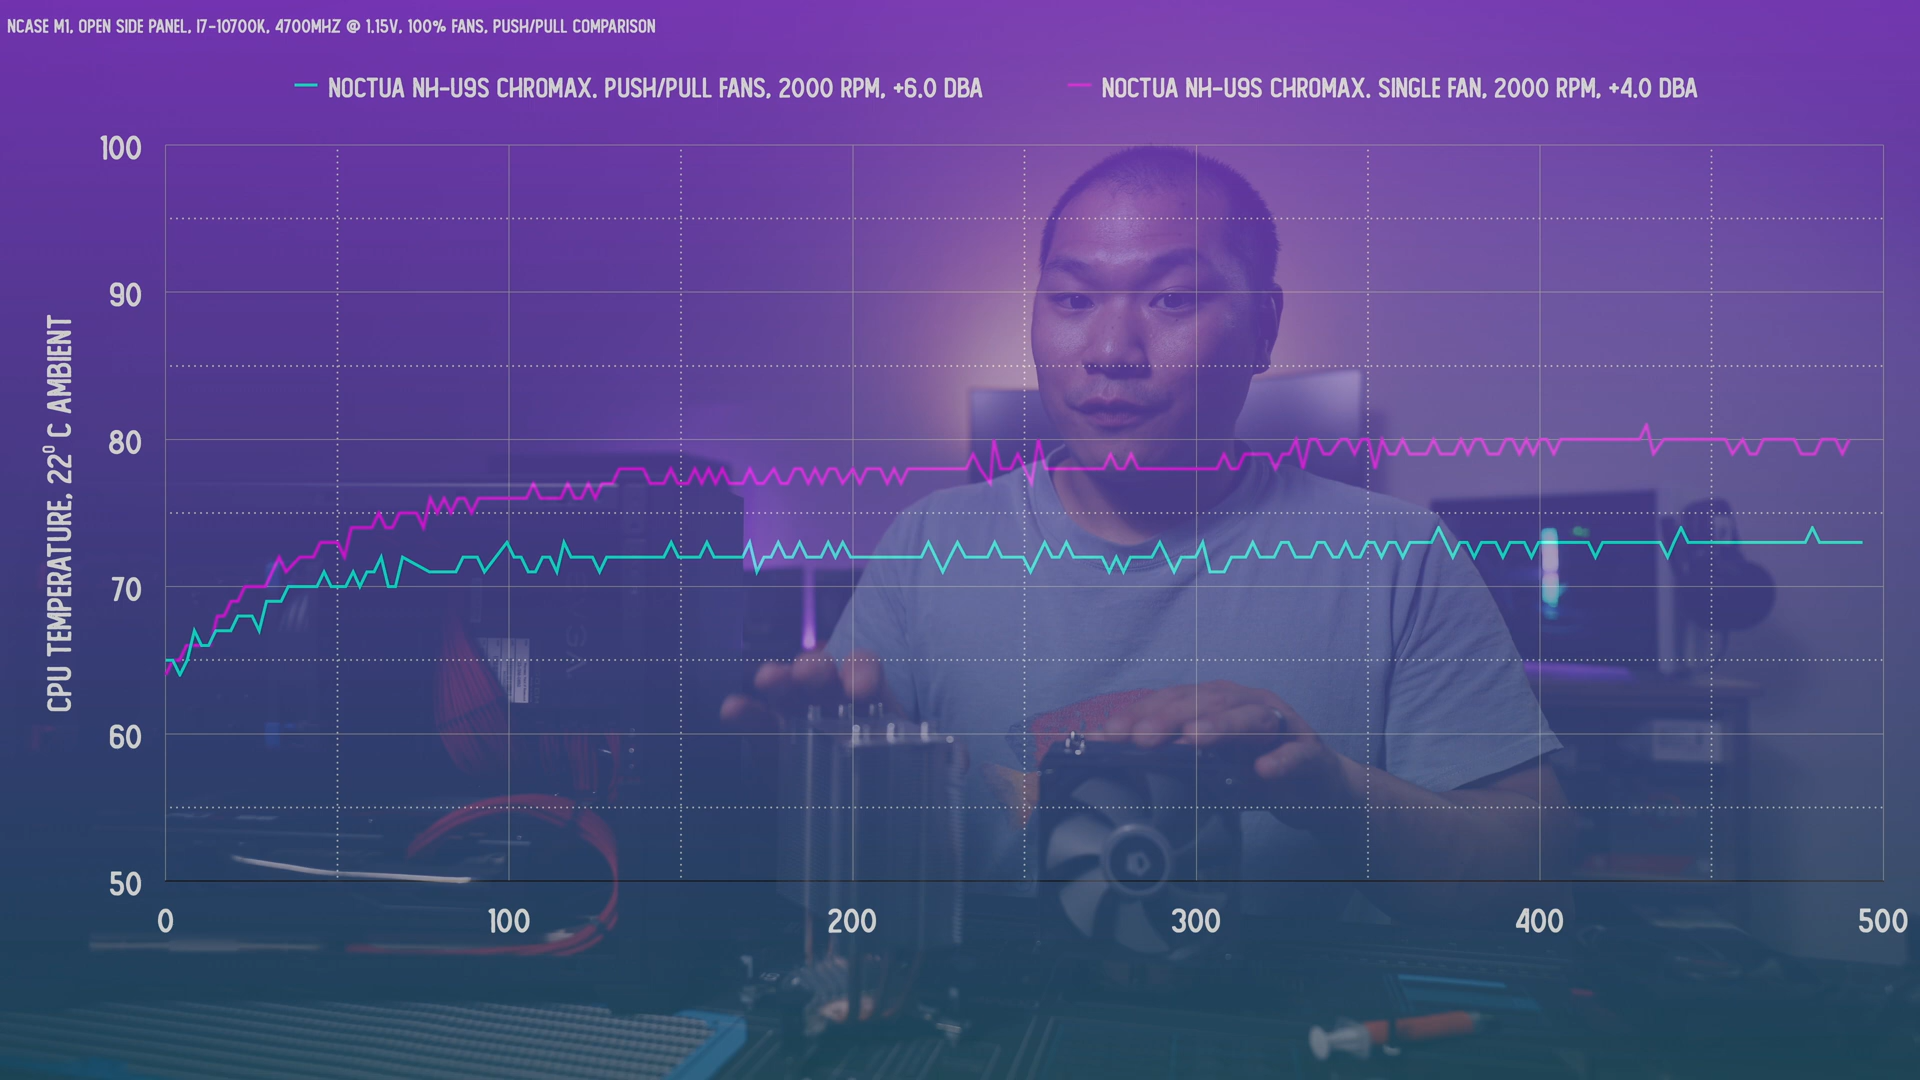 NCASE M1, OPEN SIDE PANEL, I7-10700K, 4700MHZ @ 1.15V, 100% FANS, PUSH/PULL COMPARISON
NOCTUA NH-U9S CHROMAX. PUSH/PULL FANS, 2000 RPM, +6.0 DBA
NOCTUA NH-U9S CHROMAX. SINGLE FAN, 2000 RPM, +4.0 DBA
CPU TEMPERATURE, 22⁰ C AMBIENT
100
90
80
70
60
50
0 100 200 300 400 500